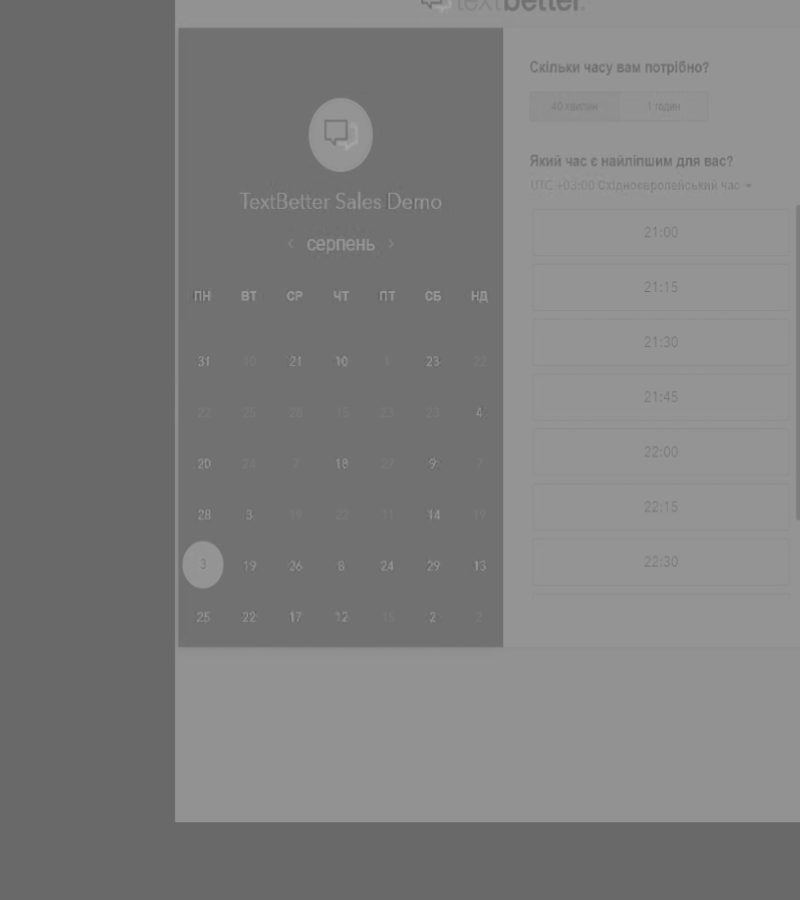 textbetter.
TextBetter Sales Demo
‹ серпень ›
ПН ВТ СР ЧТ ПТ СБ НД
31 21 10 1 23 22
22 25 28 15 23 23 4
20 24 7 18 27 9 7
28 3 19 22 11 14 19
3 19 26 8 24 29 13
25 22 17 12 15 2 2
Скільки часу вам потрібно?
40 хвилин 1 годин
Який час є найліпшим для вас?
UTC +03:00 Східноєвропейський час
21:00
21:15
21:30
21:45
22:00
22:15
22:30